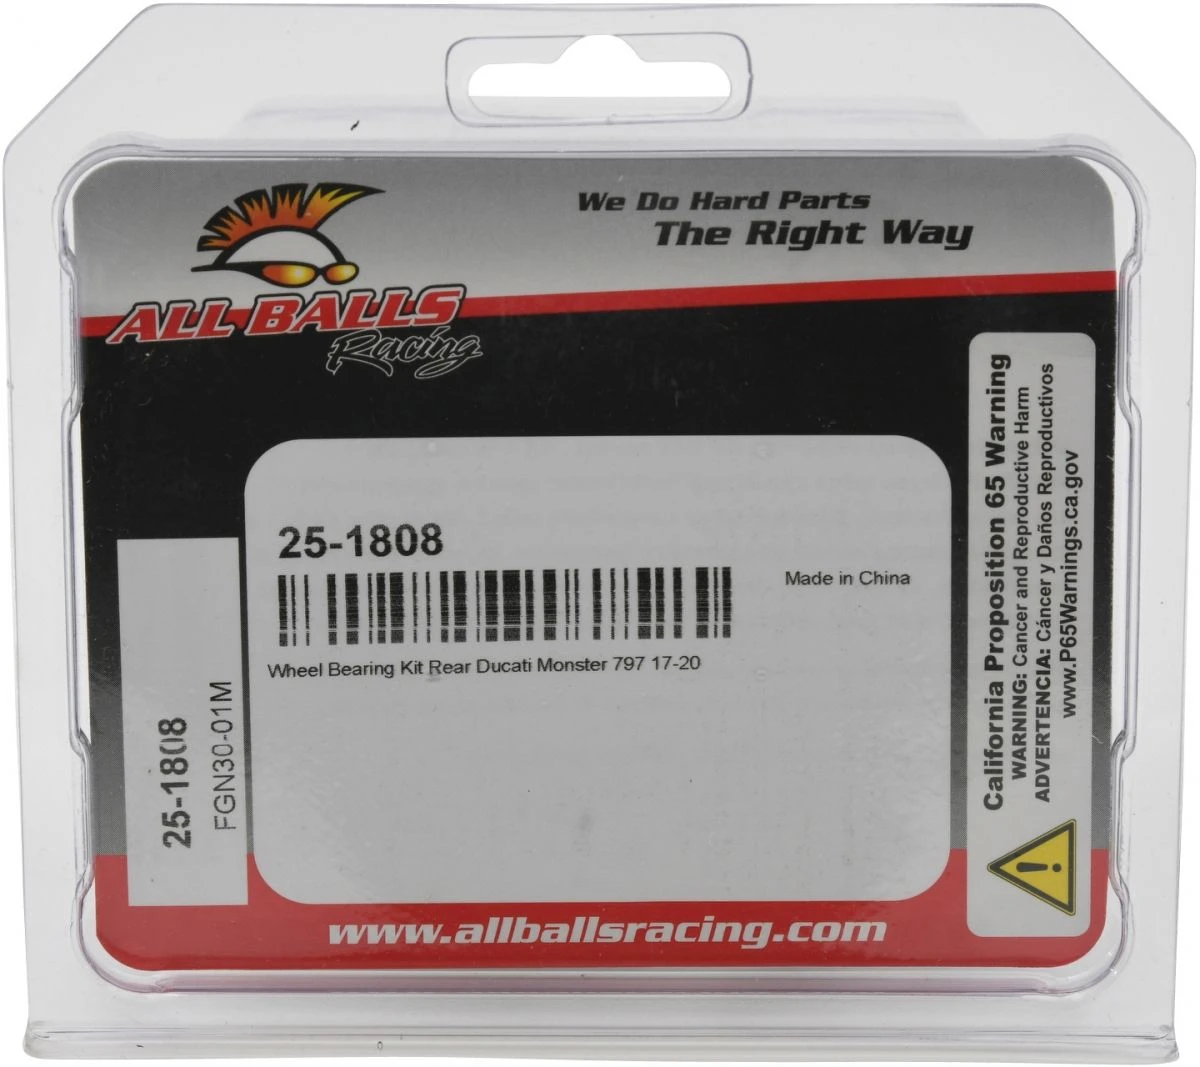 We Do Hard Parts
The Right Way
ALL BALLS
Racing
25-1808
Made in China
Wheel Bearing Kit Rear Ducati Monster 797 17-20
25-1808
FGN30-01M
California Proposition 65 Warning
WARNING: Cancer and Reproductive Harm
ADVERTENCIA: Cáncer y Daños Reproductivos
www.P65Warnings.ca.gov
www.allballsracing.com